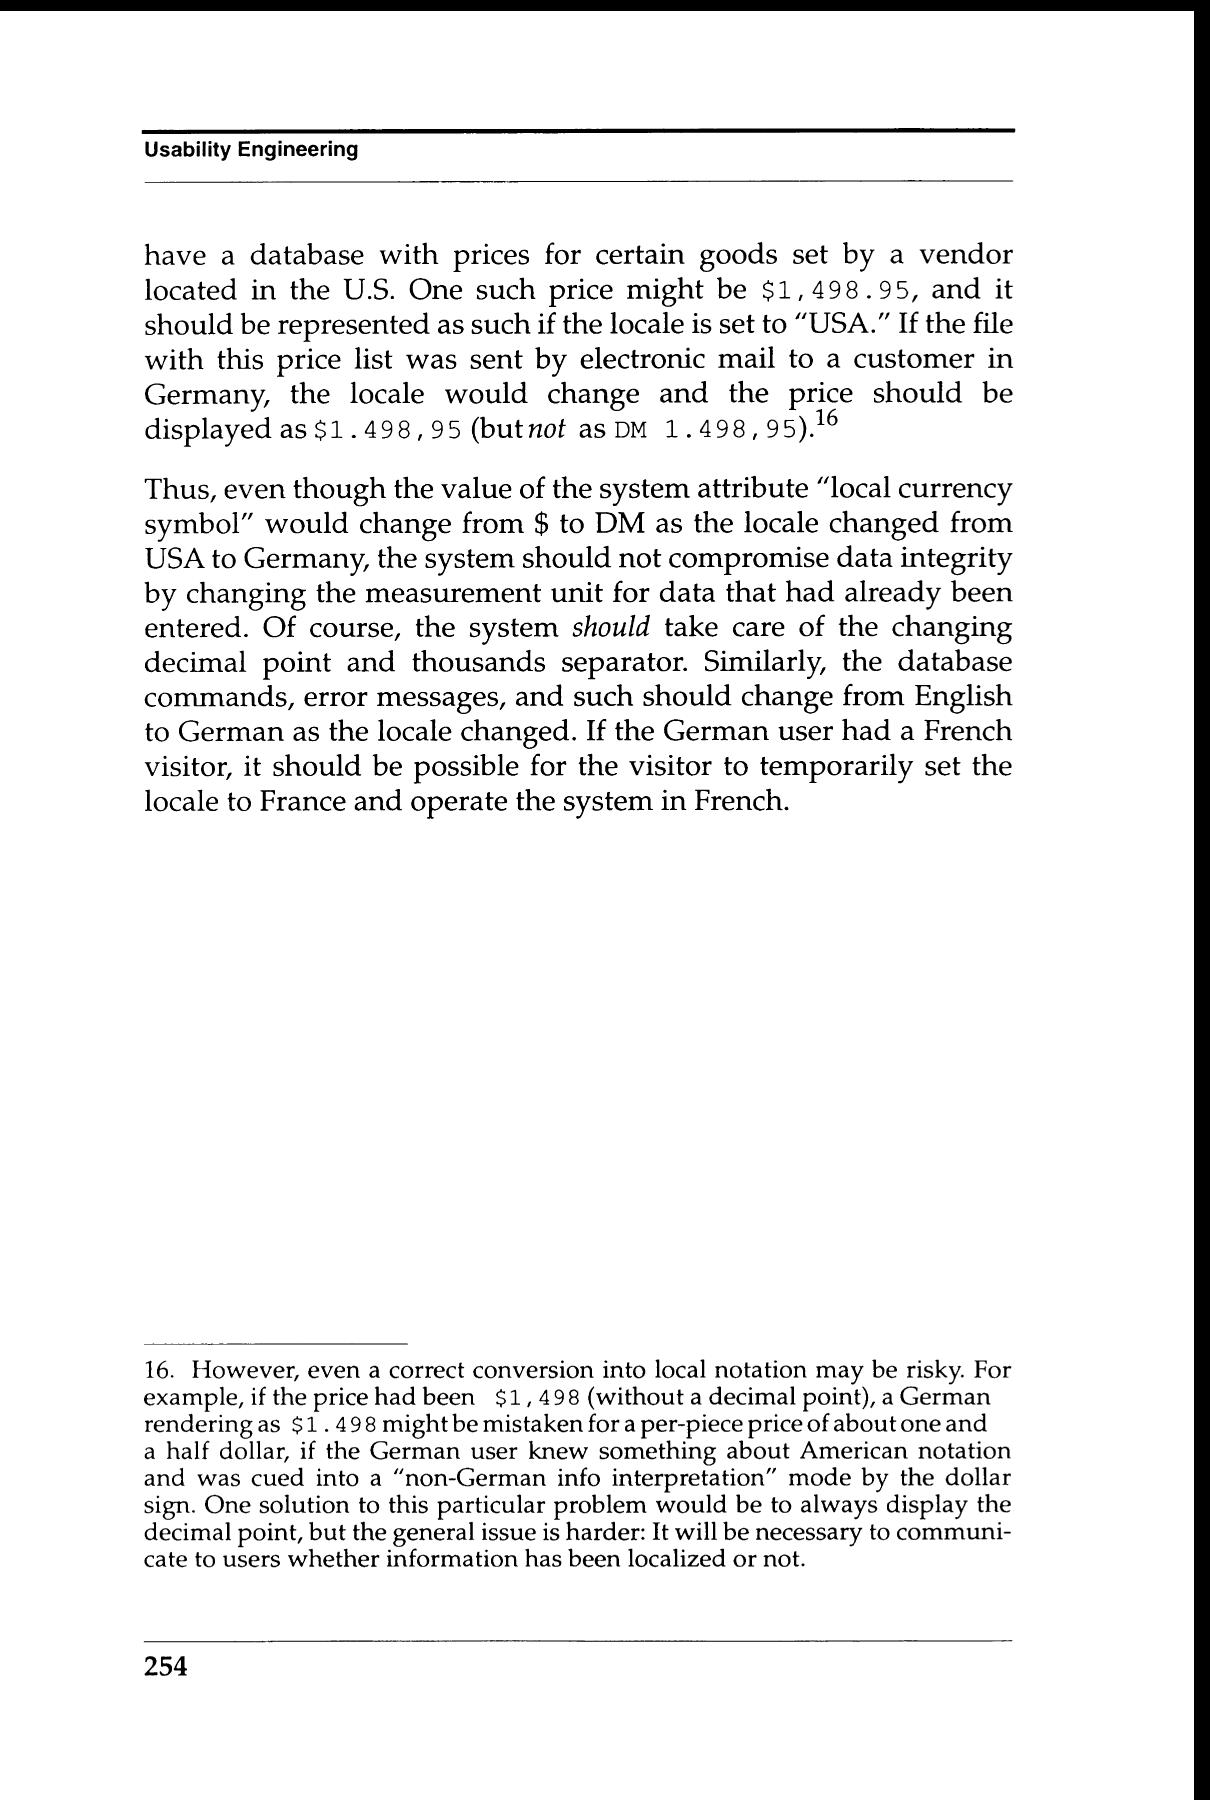 Usability Engineering
have a database with prices for certain goods set by a vendor
located in the U.S. One such price might be $1,498.95, and it
should be represented as such if the locale is set to “USA.” If the file
with this price list was sent by electronic mail to a customer in
Germany, the locale would change and the price should be
displayed as $1.498,95 (but not as DM 1.498,95).16
Thus, even though the value of the system attribute “local currency
symbol” would change from $ to DM as the locale changed from
USA to Germany, the system should not compromise data integrity
by changing the measurement unit for data that had already been
entered. Of course, the system should take care of the changing
decimal point and thousands separator. Similarly, the database
commands, error messages, and such should change from English
to German as the locale changed. If the German user had a French
visitor, it should be possible for the visitor to temporarily set the
locale to France and operate the system in French.
16. However, even a correct conversion into local notation may be risky. For
example, if the price had been $1,498 (without a decimal point), a German
rendering as $1.498 might be mistaken for a per-piece price of about one and
a half dollar, if the German user knew something about American notation
and was cued into a “non-German info interpretation” mode by the dollar
sign. One solution to this particular problem would be to always display the
decimal point, but the general issue is harder: It will be necessary to communi-
cate to users whether information has been localized or not.
254